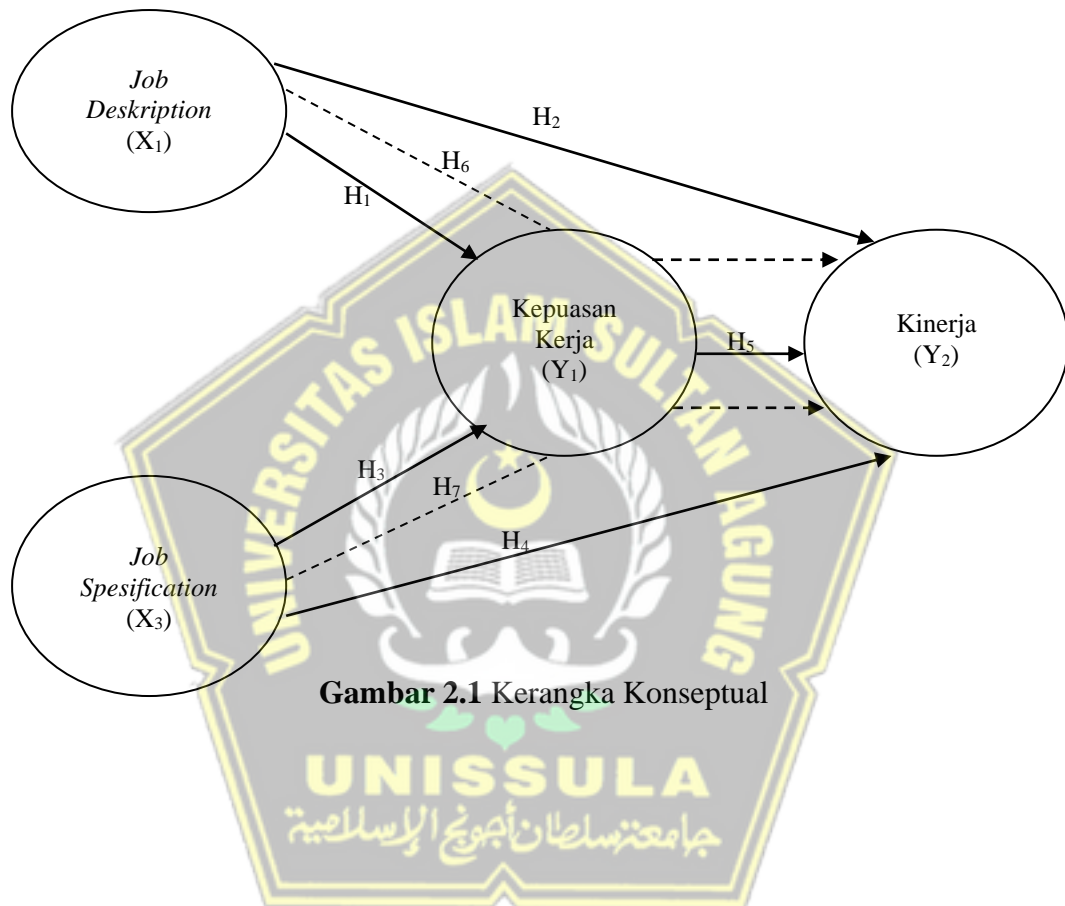 Job
Deskription
(X₁)
H₂
H₆
H₁
Kepuasan
Kerja
(Y₁)
Kinerja
(Y₂)
H₅
H₃
H₇
H₄
Job
Spesification
(X₃)
Gambar 2.1 Kerangka Konseptual
UNIVERSITAS ISLAM SULTAN AGUNG
UNISSULA
جامعة سلطان أجونج الإسلامية